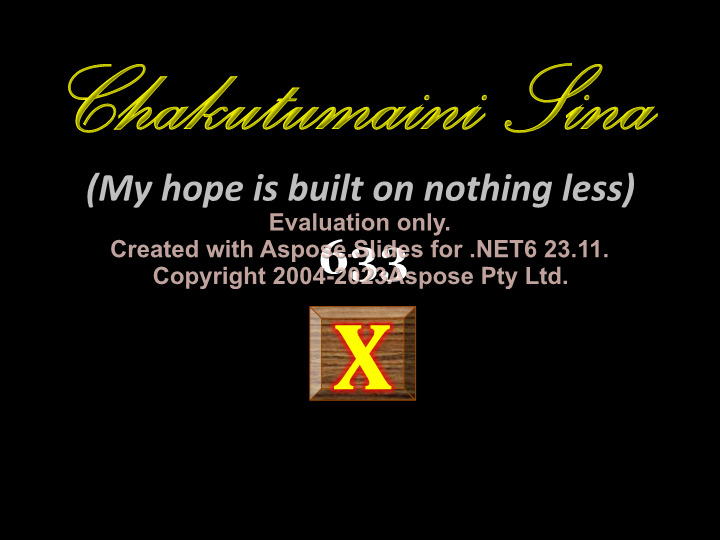 Chakutumaini Sina
(My hope is built on nothing less)
Evaluation only.
Created with Aspose.Slides for .NET6 23.11.
633
Copyright 2004-2023Aspose Pty Ltd.
X